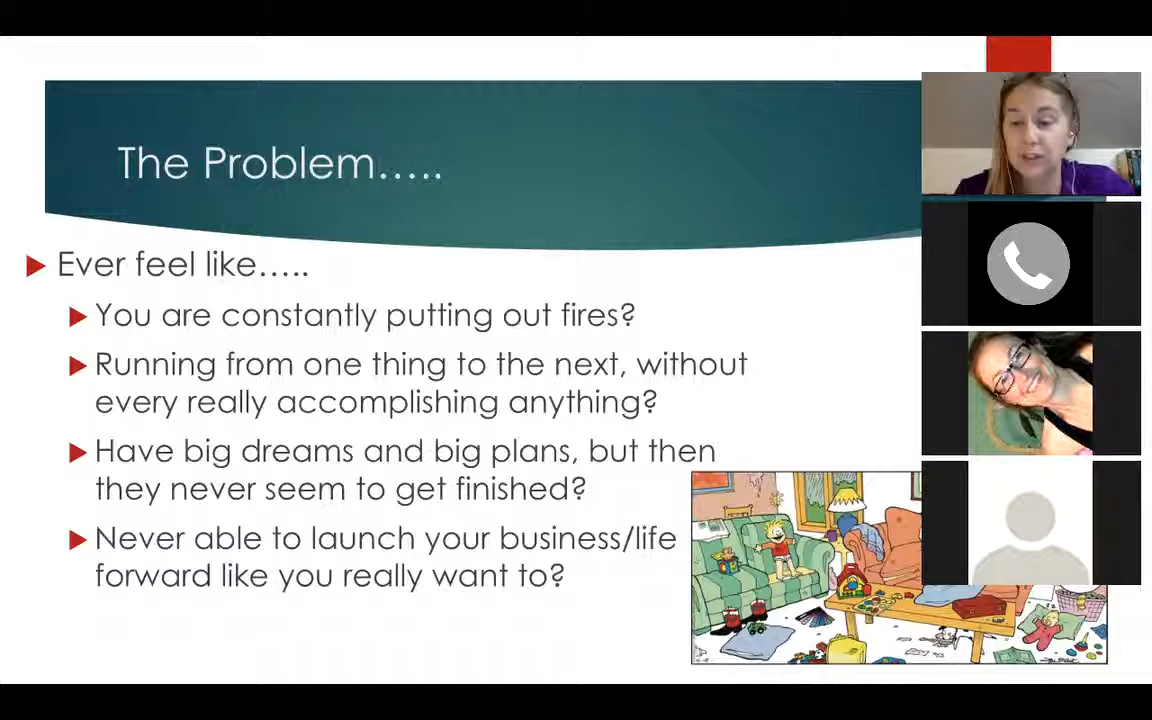 The Problem.....
Ever feel like.....
You are constantly putting out fires?
Running from one thing to the next, without
every really accomplishing anything?
Have big dreams and big plans, but then
they never seem to get finished?
Never able to launch your business/life
forward like you really want to?